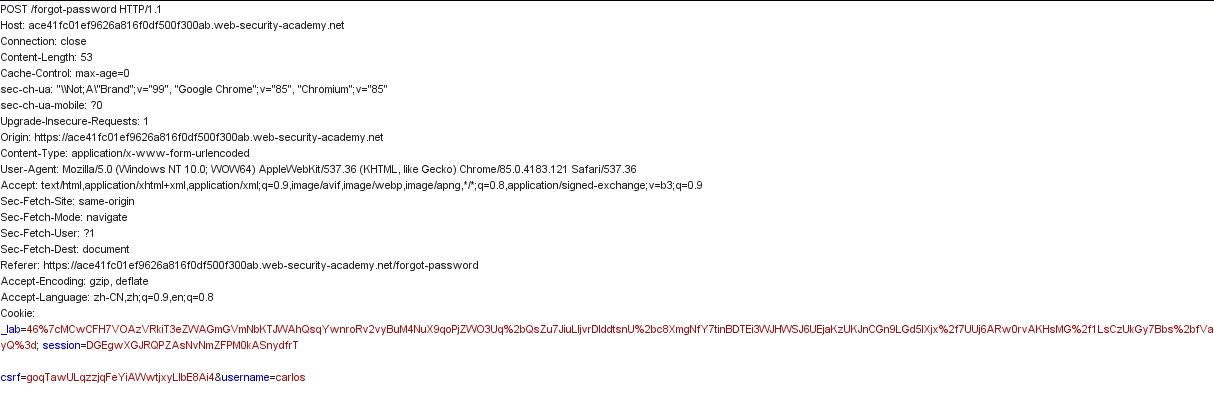 POST /forgot-password HTTP/1.1
Host: ace41fc01ef9626a816f0df500f300ab.web-security-academy.net
Connection: close
Content-Length: 53
Cache-Control: max-age=0
sec-ch-ua: "\\Not;A\"Brand";v="99", "Google Chrome";v="85", "Chromium";v="85"
sec-ch-ua-mobile: ?0
Upgrade-Insecure-Requests: 1
Origin: https://ace41fc01ef9626a816f0df500f300ab.web-security-academy.net
Content-Type: application/x-www-form-urlencoded
User-Agent: Mozilla/5.0 (Windows NT 10.0; WOW64) AppleWebKit/537.36 (KHTML, like Gecko) Chrome/85.0.4183.121 Safari/537.36
Accept: text/html,application/xhtml+xml,application/xml;q=0.9,image/avif,image/webp,image/apng,*/*;q=0.8,application/signed-exchange;v=b3;q=0.9
Sec-Fetch-Site: same-origin
Sec-Fetch-Mode: navigate
Sec-Fetch-User: ?1
Sec-Fetch-Dest: document
Referer: https://ace41fc01ef9626a816f0df500f300ab.web-security-academy.net/forgot-password
Accept-Encoding: gzip, deflate
Accept-Language: zh-CN,zh;q=0.9,en;q=0.8
Cookie:
_lab=46%7cMCwCFH7VOAzVRkiT3eZWAGmGVmNbKTJWAhQsqYwnroRv2vyBuM4NuX9qoPjZWO3Uq%2bQsZu7JiuLIjvrDlddtsnU%2bc8XmgNfY7tinBDTEi3WJHWSJ6UEjaKzUKJnCGn9LGd5lXjx%2f7UUj6ARw0rvAKHsMG%2f1LsCzUkGy7Bbs%2bfVa
yQ%3d; session=DGEgwXGJRQPZAsNvNmZFPM0kASnydfrT
csrf=goqTawULqzzjqFeYiAWwtjxyLlbE8Ai4&username=carlos